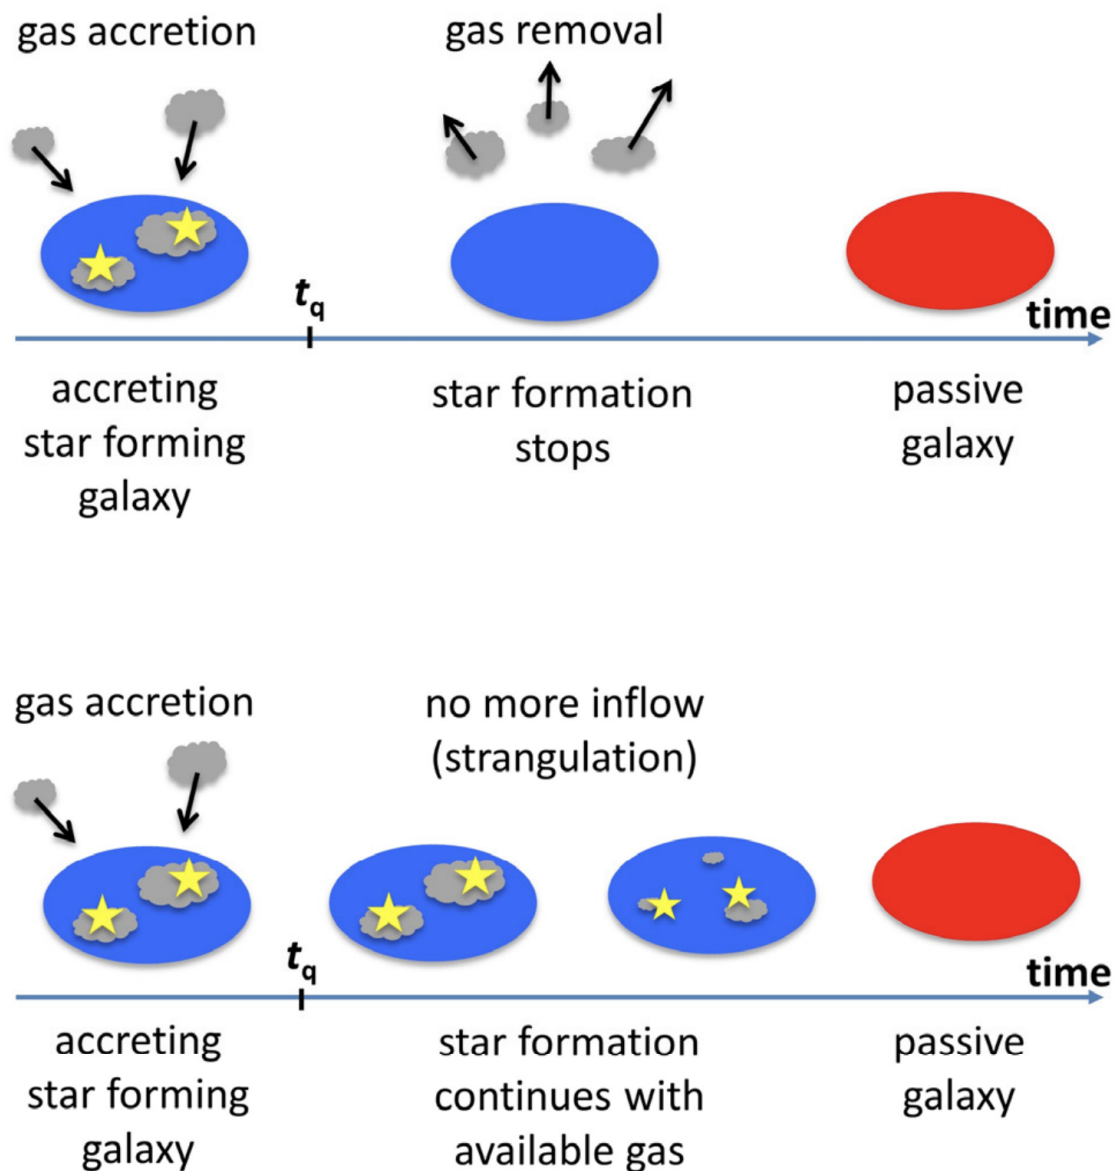 gas accretion
gas removal
t_q
time
accreting
star forming
galaxy
star formation
stops
passive
galaxy
gas accretion
no more inflow
(strangulation)
t_q
time
accreting
star forming
galaxy
star formation
continues with
available gas
passive
galaxy